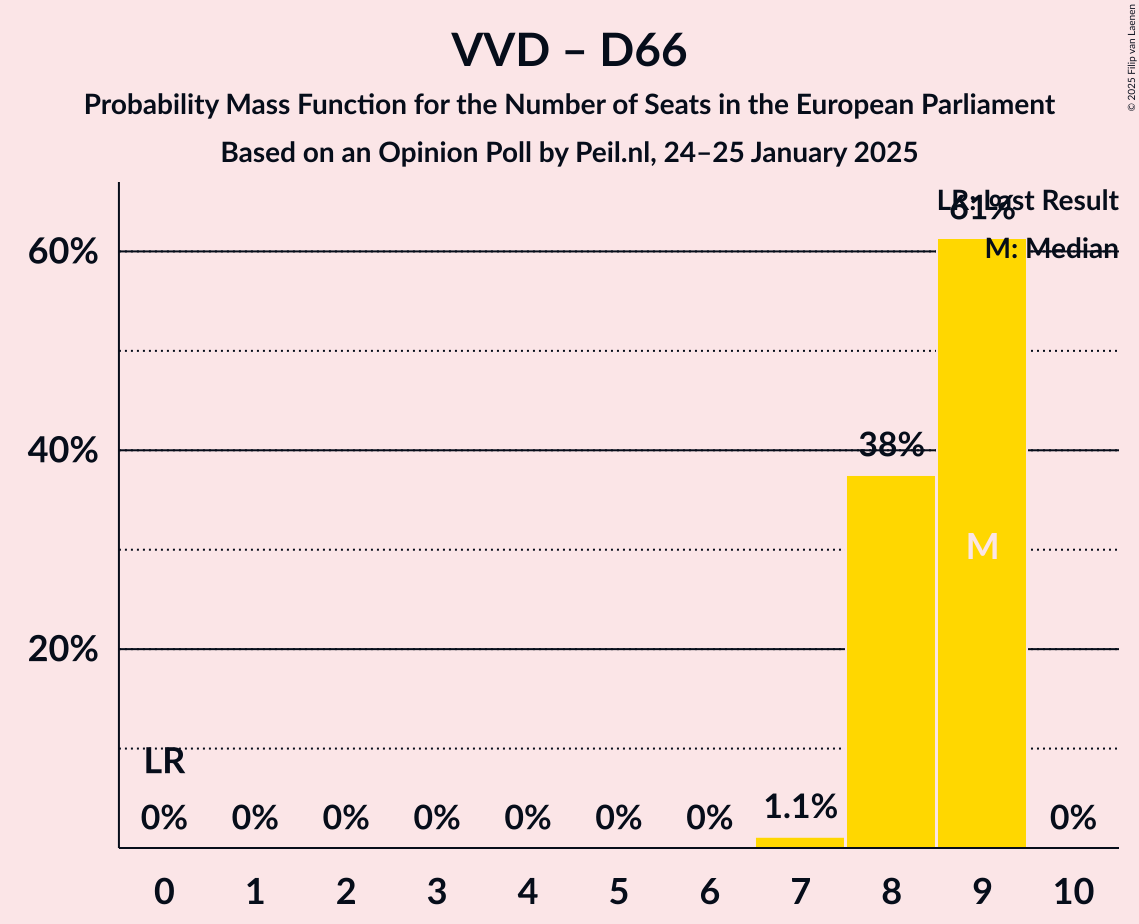 VVD – D66
Probability Mass Function for the Number of Seats in the European Parliament
Based on an Opinion Poll by Peil.nl, 24–25 January 2025
© 2025 Filip van Laenen
LR: Last Result
M: Median
61%
60%
38%
40%
M
20%
LR
0% 0% 0% 0% 0% 0% 0% 1.1% 0%
0 1 2 3 4 5 6 7 8 9 10